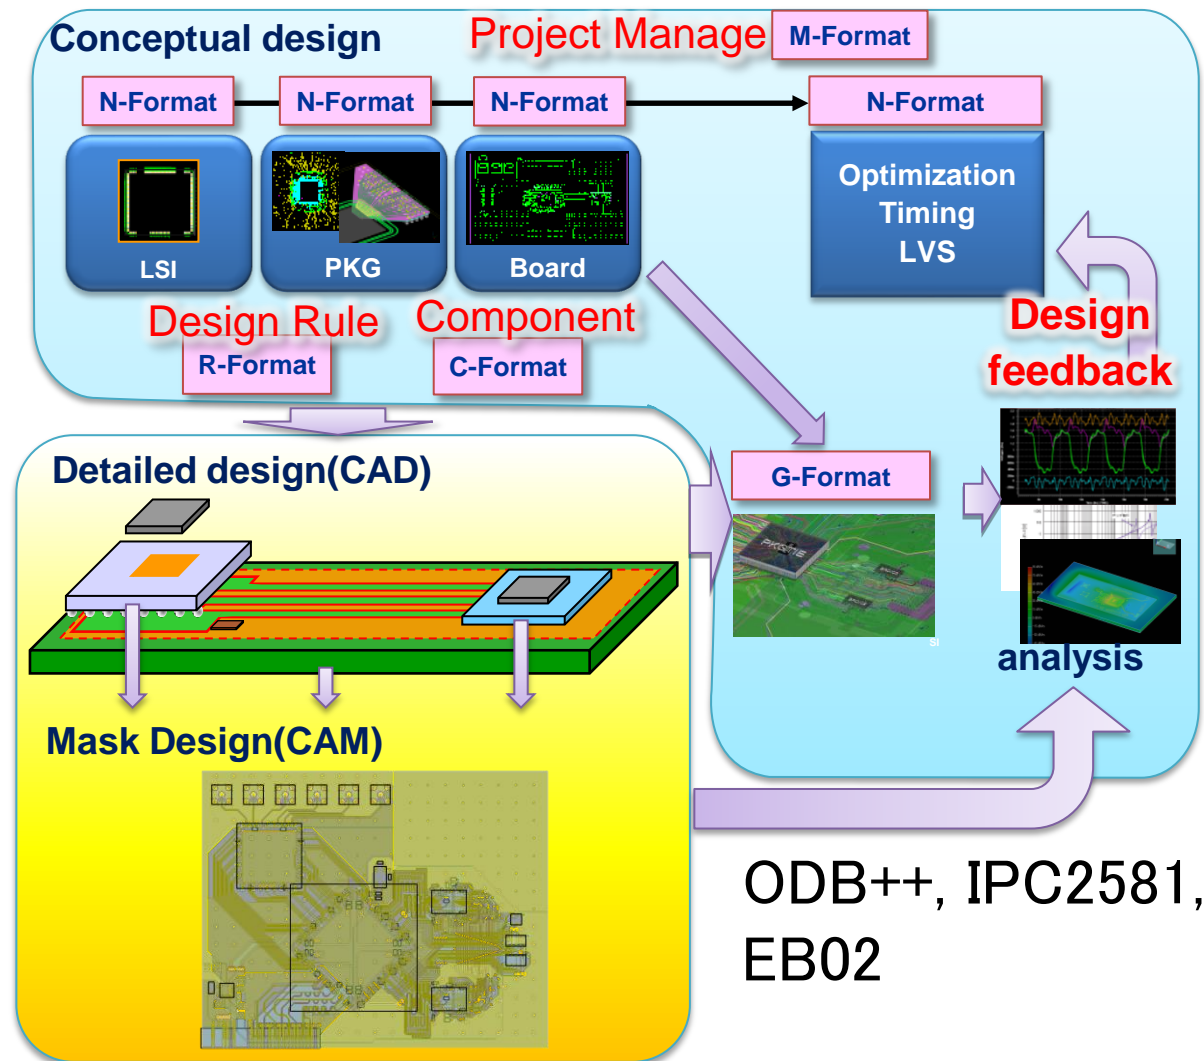 Conceptual design
Project Manage
M-Format
N-Format
N-Format
N-Format
N-Format
LSI
PKG
Board
Optimization
Timing
LVS
Design Rule
Component
R-Format
C-Format
Design
feedback
Detailed design(CAD)
G-Format
SI
analysis
Mask Design(CAM)
ODB++, IPC2581,
EB02